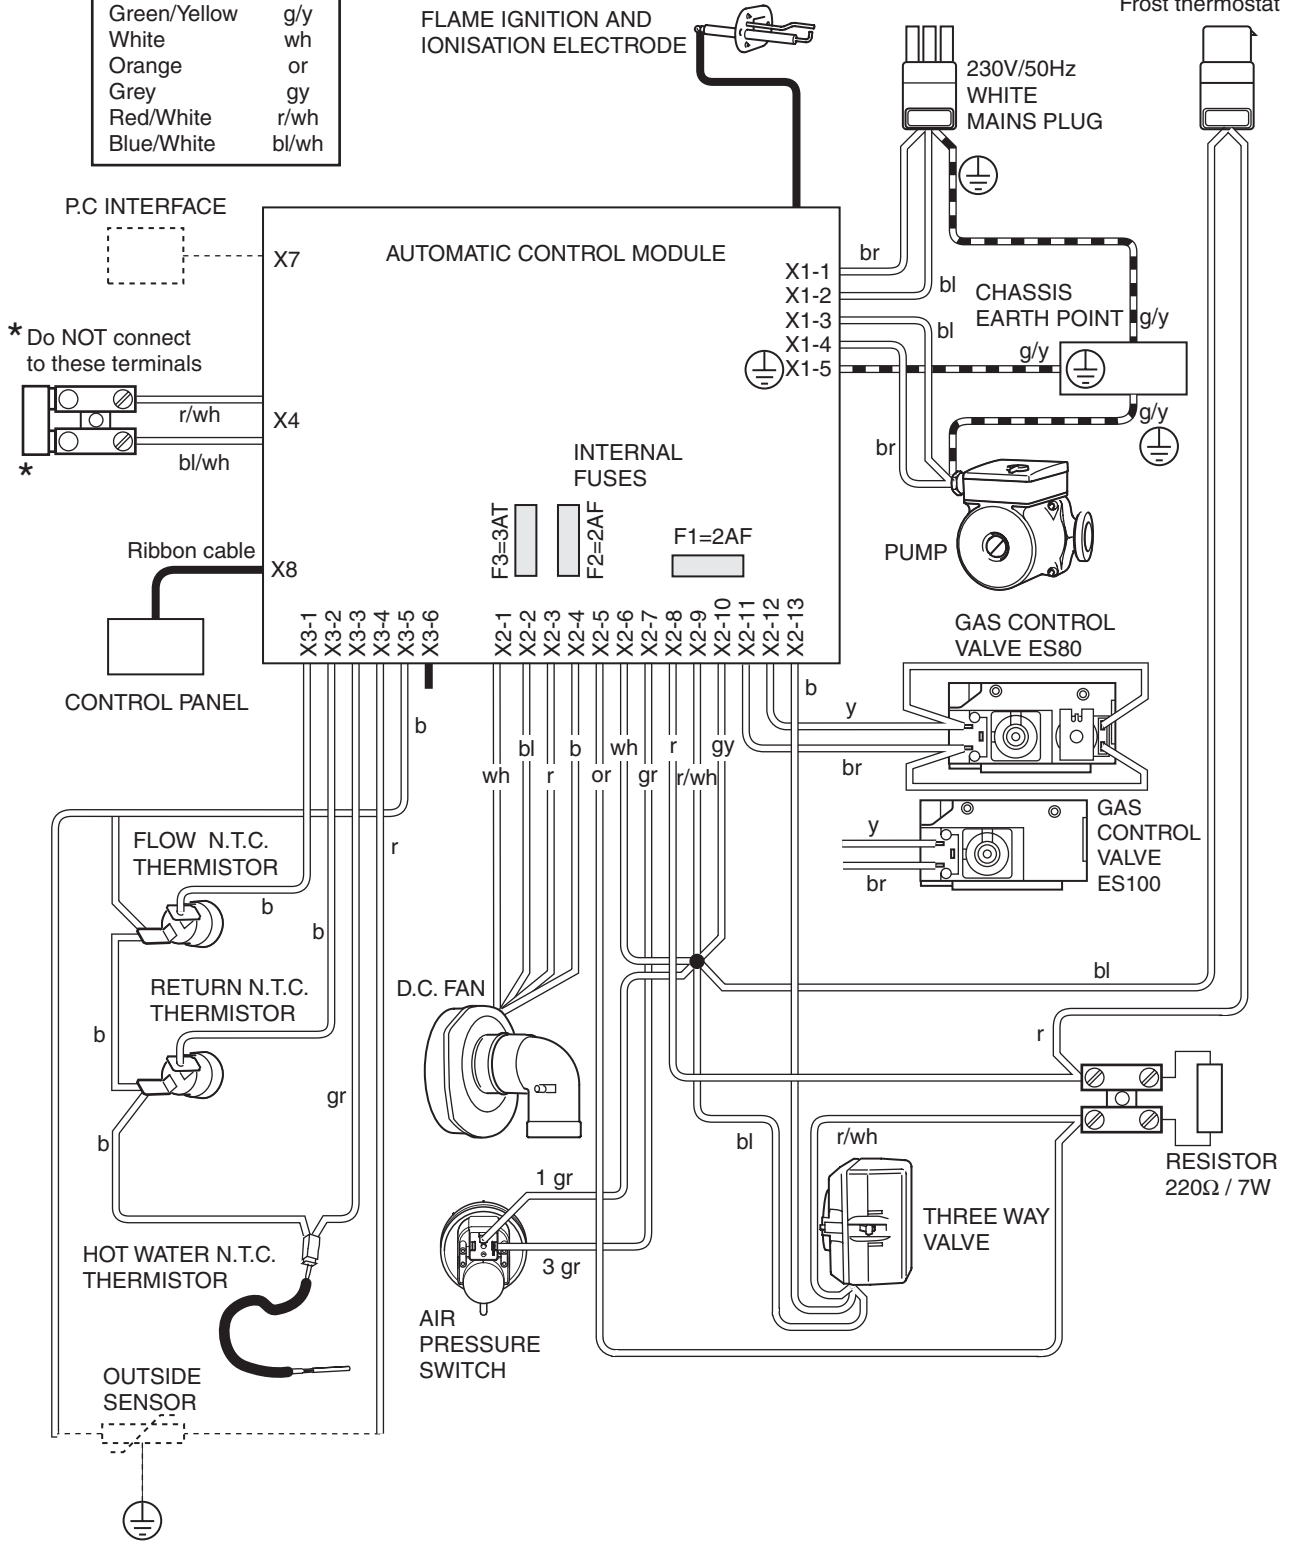 Frost thermostat
Green/Yellow g/y
White wh
Orange or
Grey gy
Red/White r/wh
Blue/White bl/wh
FLAME IGNITION AND
IONISATION ELECTRODE
230V/50Hz
WHITE
MAINS PLUG
P.C INTERFACE
X7
AUTOMATIC CONTROL MODULE
br
X1-1
bl
X1-2
X1-3
bl
X1-4
X1-5
CHASSIS
EARTH POINT
g/y
g/y
g/y
br
* Do NOT connect
to these terminals
r/wh
X4
bl/wh
*
INTERNAL
FUSES
F3=3AT
F2=2AF
F1=2AF
PUMP
Ribbon cable
X8
CONTROL PANEL
X3-1
X3-2
X3-3
X3-4
X3-5
X3-6
X2-1
X2-2
X2-3
X2-4
X2-5
X2-6
X2-7
X2-8
X2-9
X2-10
X2-11
X2-12
X2-13
GAS CONTROL
VALVE ES80
b
y
br
b
bl
b
wh
r
gy
wh
r
or
gr
r/wh
GAS
CONTROL
VALVE
ES100
y
br
FLOW N.T.C.
THERMISTOR
r
b
b
RETURN N.T.C.
THERMISTOR
D.C. FAN
bl
b
r
gr
b
bl
r/wh
RESISTOR
220Ω / 7W
1 gr
3 gr
THREE WAY
VALVE
HOT WATER N.T.C.
THERMISTOR
AIR
PRESSURE
SWITCH
OUTSIDE
SENSOR